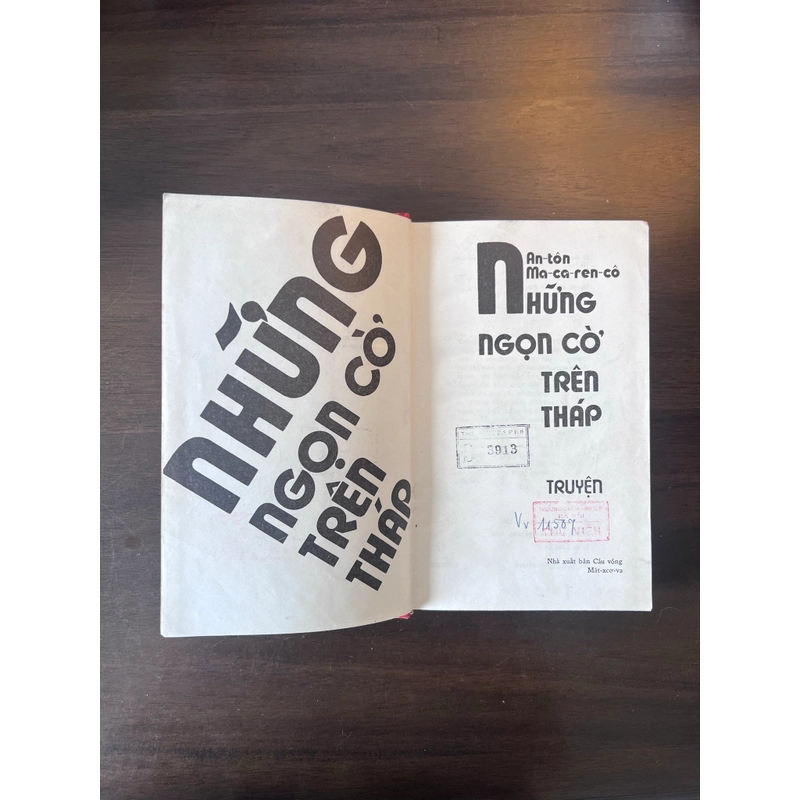 NHỮNG
NGỌN CỜ
TRÊN
THÁP
An-tôn
Ma-ca-ren-cô
NHỮNG
NGỌN CỜ
TRÊN
THÁP
3913
TRUYỆN
Vv 11509
Nhà xuất bản Cầu vồng
Mát-xcơ-va